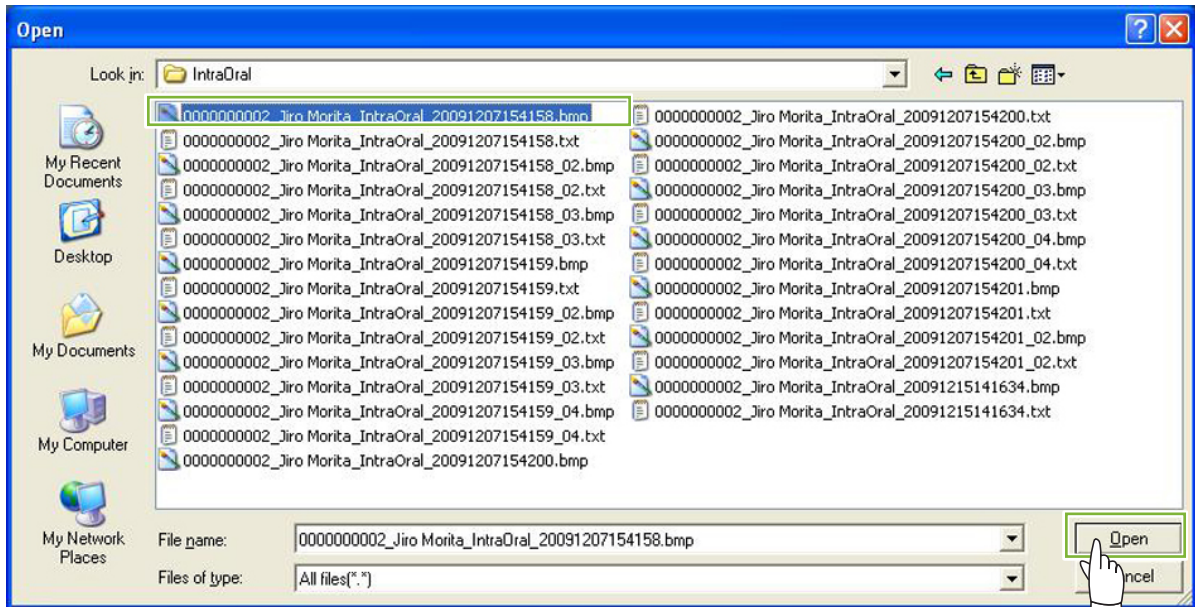 Open
Look in:
IntraOral
My Recent
Documents
Desktop
My Documents
My Computer
My Network
Places
0000000002_Jiro Morita_IntraOral_20091207154158.bmp
0000000002_Jiro Morita_IntraOral_20091207154158.txt
0000000002_Jiro Morita_IntraOral_20091207154158_02.bmp
0000000002_Jiro Morita_IntraOral_20091207154158_02.txt
0000000002_Jiro Morita_IntraOral_20091207154158_03.bmp
0000000002_Jiro Morita_IntraOral_20091207154158_03.txt
0000000002_Jiro Morita_IntraOral_20091207154159.bmp
0000000002_Jiro Morita_IntraOral_20091207154159.txt
0000000002_Jiro Morita_IntraOral_20091207154159_02.bmp
0000000002_Jiro Morita_IntraOral_20091207154159_02.txt
0000000002_Jiro Morita_IntraOral_20091207154159_03.bmp
0000000002_Jiro Morita_IntraOral_20091207154159_03.txt
0000000002_Jiro Morita_IntraOral_20091207154159_04.bmp
0000000002_Jiro Morita_IntraOral_20091207154159_04.txt
0000000002_Jiro Morita_IntraOral_20091207154200.bmp
0000000002_Jiro Morita_IntraOral_20091207154200.txt
0000000002_Jiro Morita_IntraOral_20091207154200_02.bmp
0000000002_Jiro Morita_IntraOral_20091207154200_02.txt
0000000002_Jiro Morita_IntraOral_20091207154200_03.bmp
0000000002_Jiro Morita_IntraOral_20091207154200_03.txt
0000000002_Jiro Morita_IntraOral_20091207154200_04.bmp
0000000002_Jiro Morita_IntraOral_20091207154200_04.txt
0000000002_Jiro Morita_IntraOral_20091207154201.bmp
0000000002_Jiro Morita_IntraOral_20091207154201.txt
0000000002_Jiro Morita_IntraOral_20091207154201_02.bmp
0000000002_Jiro Morita_IntraOral_20091207154201_02.txt
0000000002_Jiro Morita_IntraOral_20091215141634.bmp
0000000002_Jiro Morita_IntraOral_20091215141634.txt
File name:
0000000002_Jiro Morita_IntraOral_20091207154158.bmp
Open
Files of type:
All files(*.*)
ncel